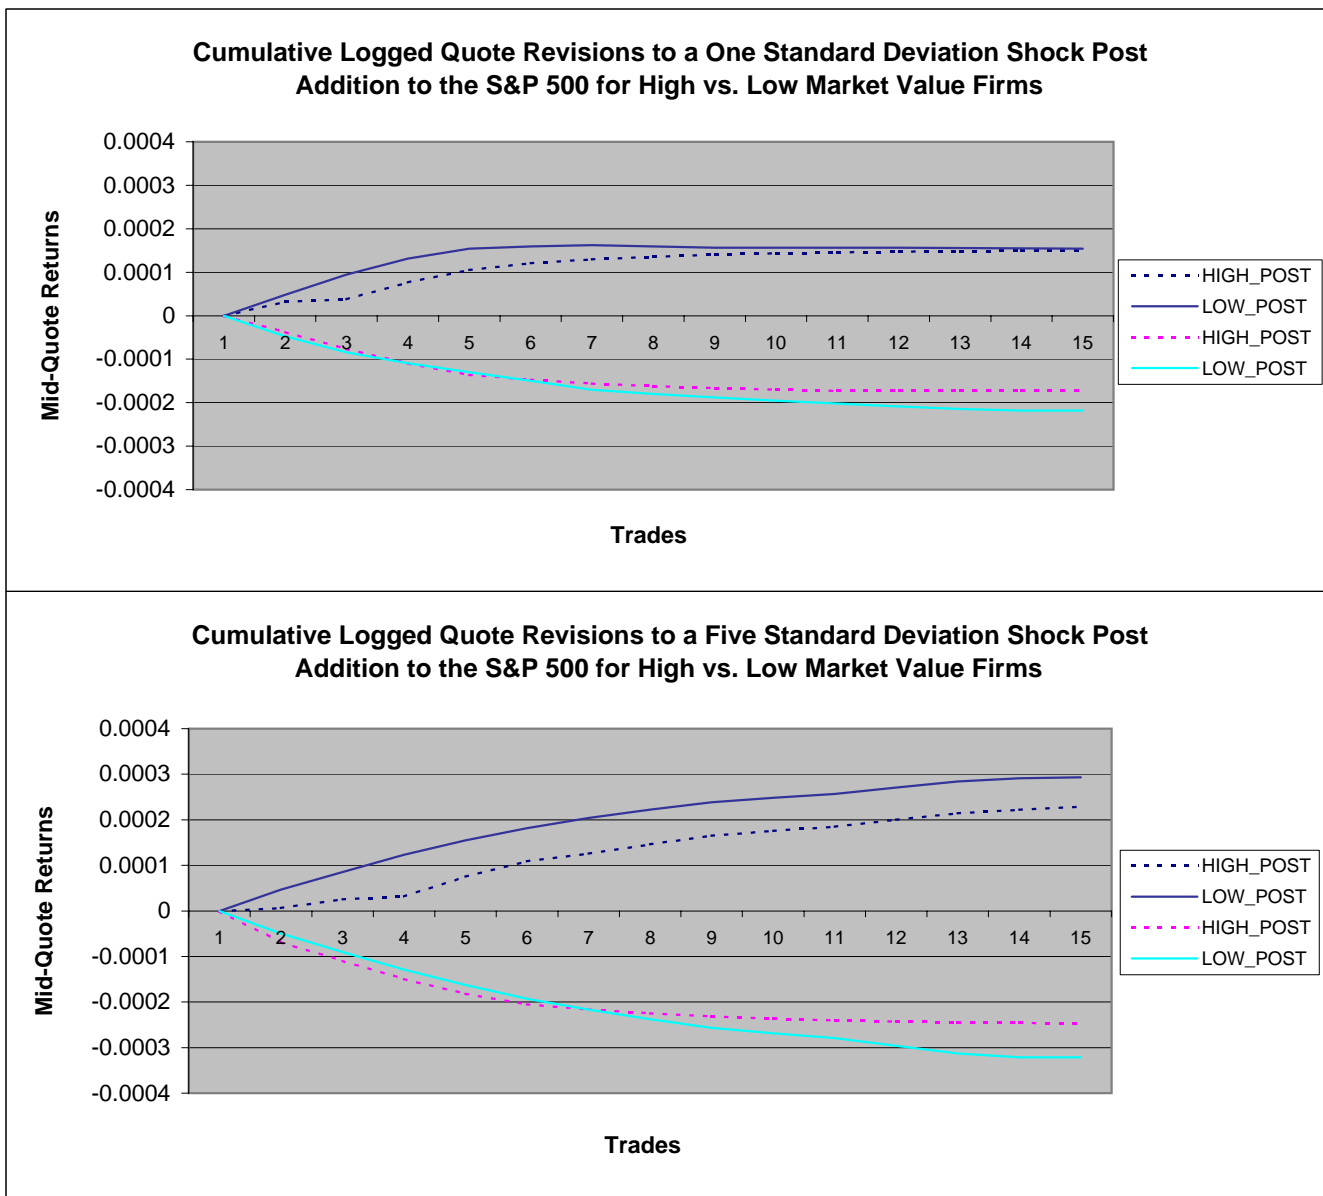 Cumulative Logged Quote Revisions to a One Standard Deviation Shock Post
Addition to the S&P 500 for High vs. Low Market Value Firms
0.0004
0.0003
0.0002
0.0001
0
-0.0001
-0.0002
-0.0003
-0.0004
Mid-Quote Returns
1 2 3 4 5 6 7 8 9 10 11 12 13 14 15
Trades
HIGH_POST
LOW_POST
HIGH_POST
LOW_POST
Cumulative Logged Quote Revisions to a Five Standard Deviation Shock Post
Addition to the S&P 500 for High vs. Low Market Value Firms
0.0004
0.0003
0.0002
0.0001
0
-0.0001
-0.0002
-0.0003
-0.0004
Mid-Quote Returns
1 2 3 4 5 6 7 8 9 10 11 12 13 14 15
Trades
HIGH_POST
LOW_POST
HIGH_POST
LOW_POST